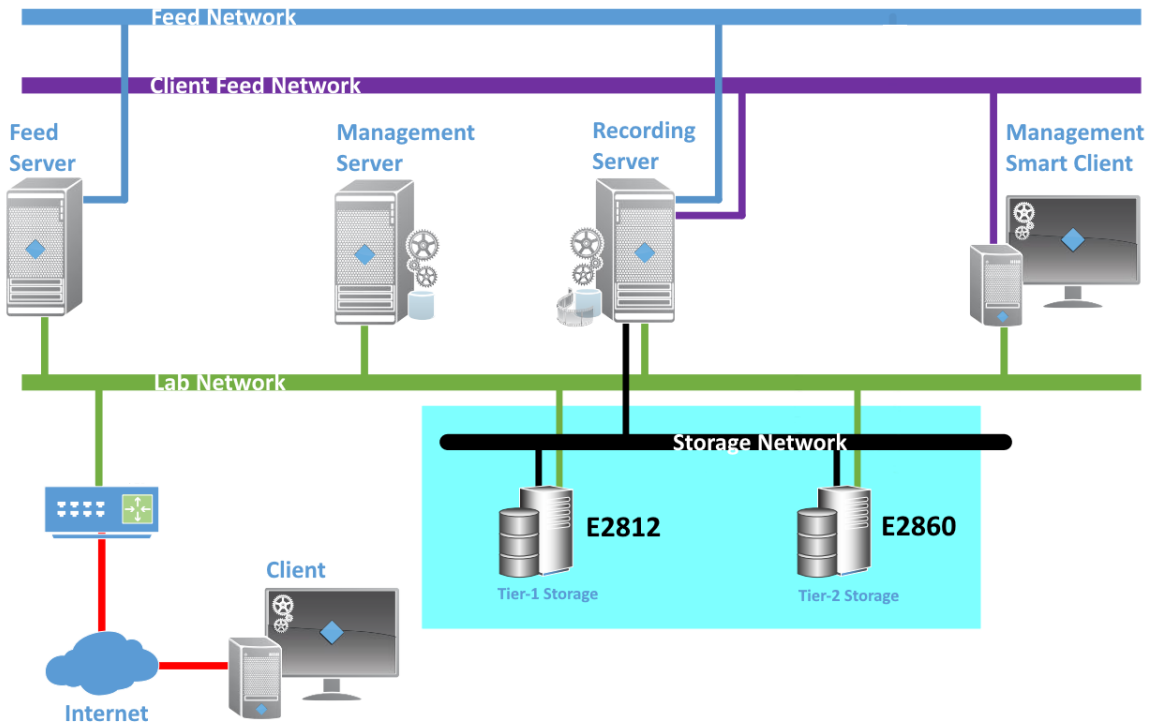 Feed Network
Client Feed Network
Feed
Server
Management
Server
Recording
Server
Management
Smart Client
Lab Network
Storage Network
E2812
E2860
Tier-1 Storage
Tier-2 Storage
Client
Internet